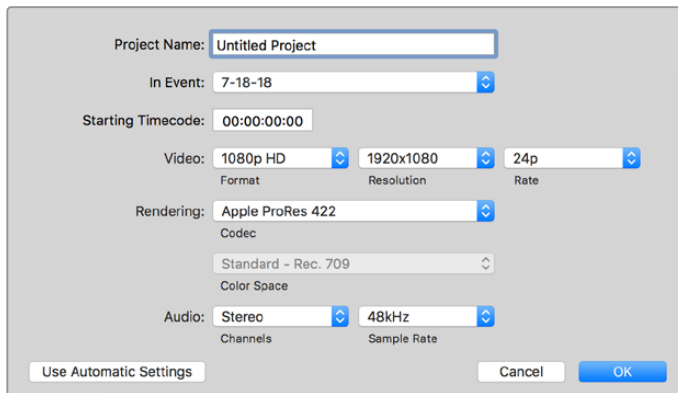 Project Name: Untitled Project
In Event: 7-18-18
Starting Timecode: 00:00:00:00
Video: 1080p HD 1920x1080 24p
Format Resolution Rate
Rendering: Apple ProRes 422
Codec
Standard - Rec. 709
Color Space
Audio: Stereo 48kHz
Channels Sample Rate
Use Automatic Settings Cancel OK